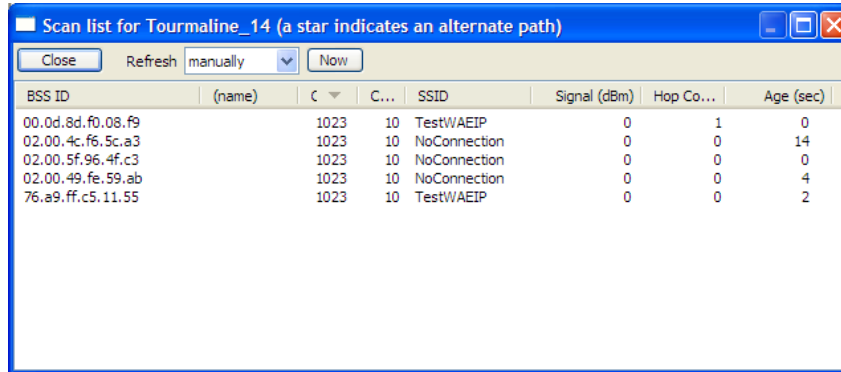 Scan list for Tourmaline_14 (a star indicates an alternate path)
Close Refresh manually Now
BSS ID (name) C C... SSID Signal (dBm) Hop Co... Age (sec)
00.0d.8d.f0.08.f9 1023 10 TestWAEIP 0 1 0
02.00.4c.f6.5c.a3 1023 10 NoConnection 0 0 14
02.00.5f.96.4f.c3 1023 10 NoConnection 0 0 0
02.00.49.fe.59.ab 1023 10 NoConnection 0 0 4
76.a9.ff.c5.11.55 1023 10 TestWAEIP 0 0 2